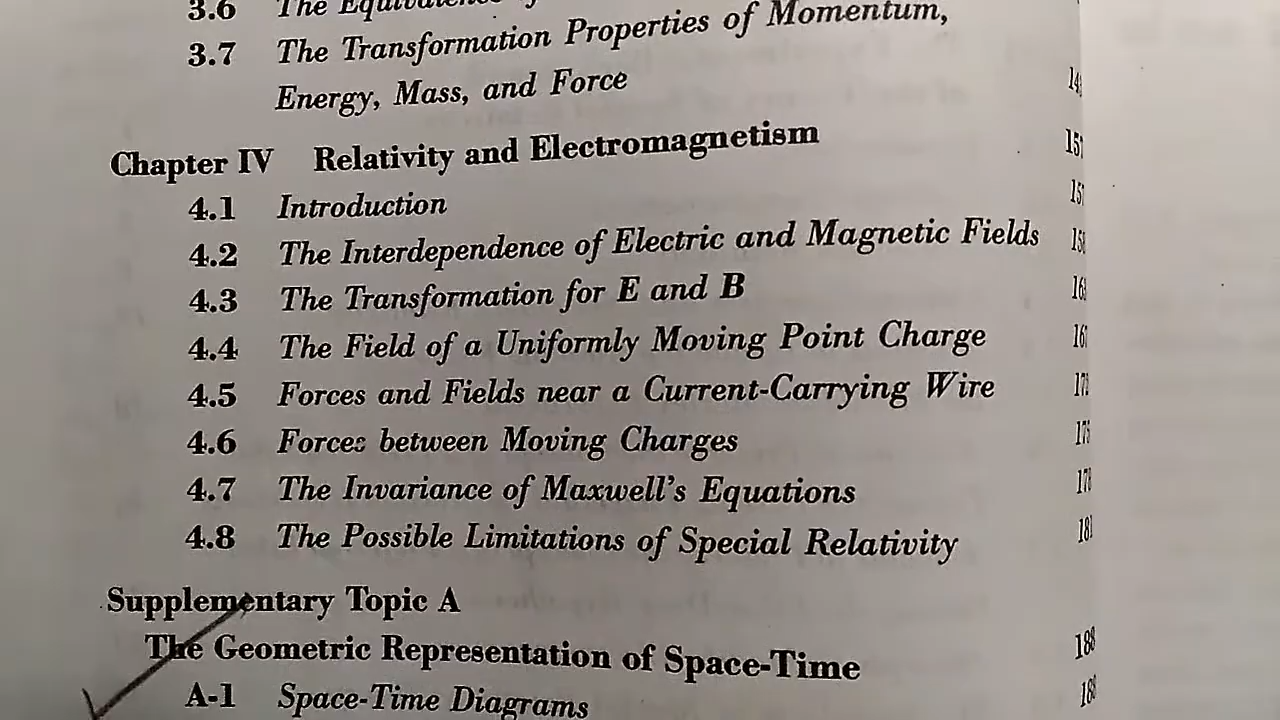 3.6 The
3.7 The Transformation Properties of Momentum,
Energy, Mass, and Force
Chapter IV Relativity and Electromagnetism
4.1 Introduction
4.2 The Interdependence of Electric and Magnetic Fields
4.3 The Transformation for E and B
4.4 The Field of a Uniformly Moving Point Charge
4.5 Forces and Fields near a Current-Carrying Wire
4.6 Forces between Moving Charges
4.7 The Invariance of Maxwell's Equations
4.8 The Possible Limitations of Special Relativity
Supplementary Topic A
The Geometric Representation of Space-Time
A-1 Space-Time Diagrams